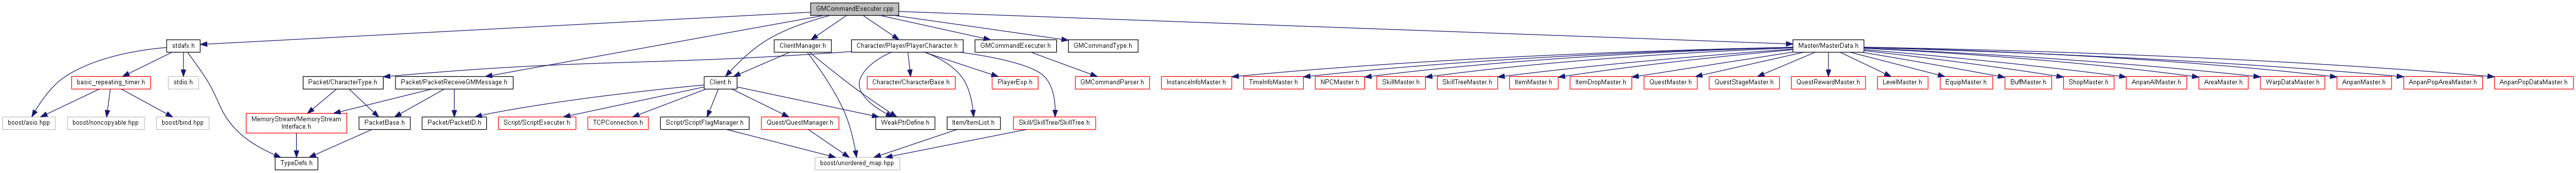 GMCommandExecuter.cpp
stdafx.h
ClientManager.h
Character/Player/PlayerCharacter.h
GMCommandExecuter.h
GMCommandType.h
Master/MasterData.h
basic_repeating_timer.h
stdio.h
Packet/CharacterType.h
Packet/PacketReceiveGMMessage.h
Client.h
Character/CharacterBase.h
PlayerExp.h
GMCommandParser.h
InstanceInfoMaster.h
TimeInfoMaster.h
NPCMaster.h
SkillMaster.h
SkillTreeMaster.h
ItemMaster.h
ItemDropMaster.h
QuestMaster.h
QuestStageMaster.h
QuestRewardMaster.h
LevelMaster.h
EquipMaster.h
BuffMaster.h
ShopMaster.h
AnpanAIMaster.h
AreaMaster.h
WarpDataMaster.h
AnpanMaster.h
AnpanPopAreaMaster.h
AnpanPopDataMaster.h
boost/asio.hpp
boost/noncopyable.hpp
boost/bind.hpp
MemoryStream/MemoryStream
Interface.h
PacketBase.h
Packet/PacketID.h
Script/ScriptExecuter.h
TCPConnection.h
Script/ScriptFlagManager.h
Quest/QuestManager.h
WeakPtrDefine.h
Item/ItemList.h
Skill/SkillTree/SkillTree.h
TypeDefs.h
boost/unordered_map.hpp